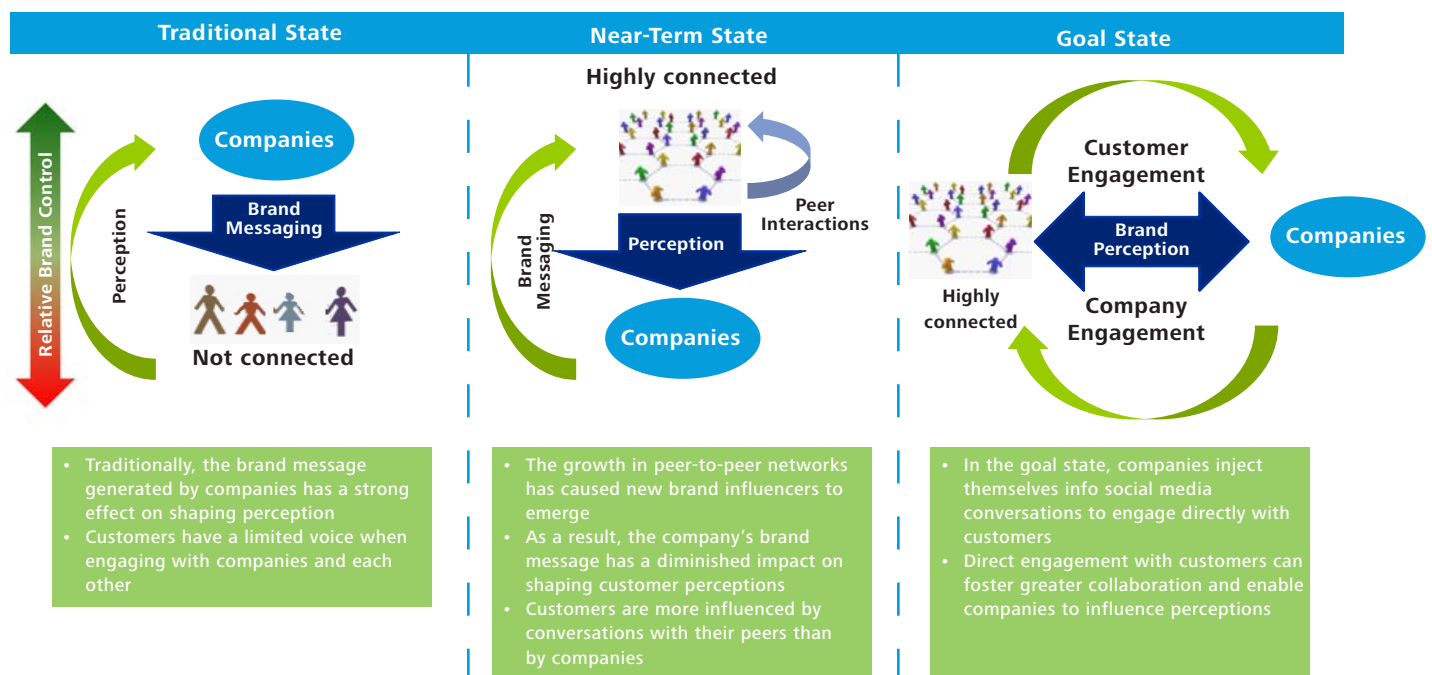 Traditional State
Near-Term State
Goal State
Relative Brand Control
Perception
Companies
Brand
Messaging
Not connected
Highly connected
Brand
Messaging
Peer
Interactions
Perception
Companies
Customer
Engagement
Brand
Perception
Companies
Highly
connected
Company
Engagement
• Traditionally, the brand message
generated by companies has a strong
effect on shaping perception
• Customers have a limited voice when
engaging with companies and each
other
• The growth in peer-to-peer networks
has caused new brand influencers to
emerge
• As a result, the company’s brand
message has a diminished impact on
shaping customer perceptions
• Customers are more influenced by
conversations with their peers than
by companies
• In the goal state, companies inject
themselves info social media
conversations to engage directly with
customers
• Direct engagement with customers can
foster greater collaboration and enable
companies to influence perceptions